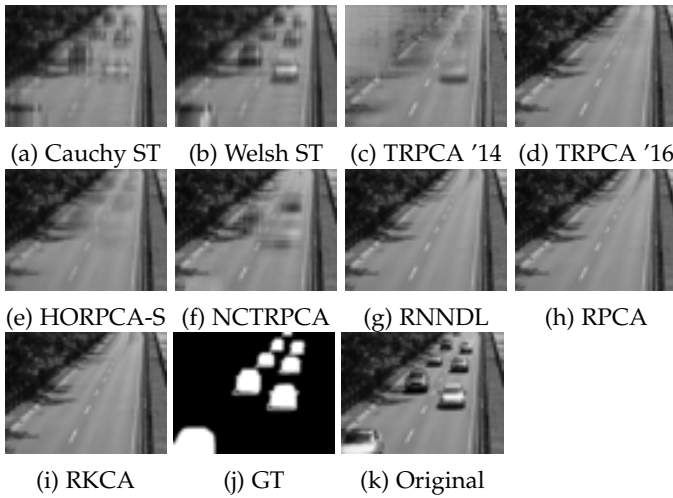 (a) Cauchy ST (b) Welsh ST (c) TRPCA ’14 (d) TRPCA ’16
(e) HORPCA-S (f) NCTRPCA (g) RNNDL (h) RPCA
(i) RKCA (j) GT (k) Original